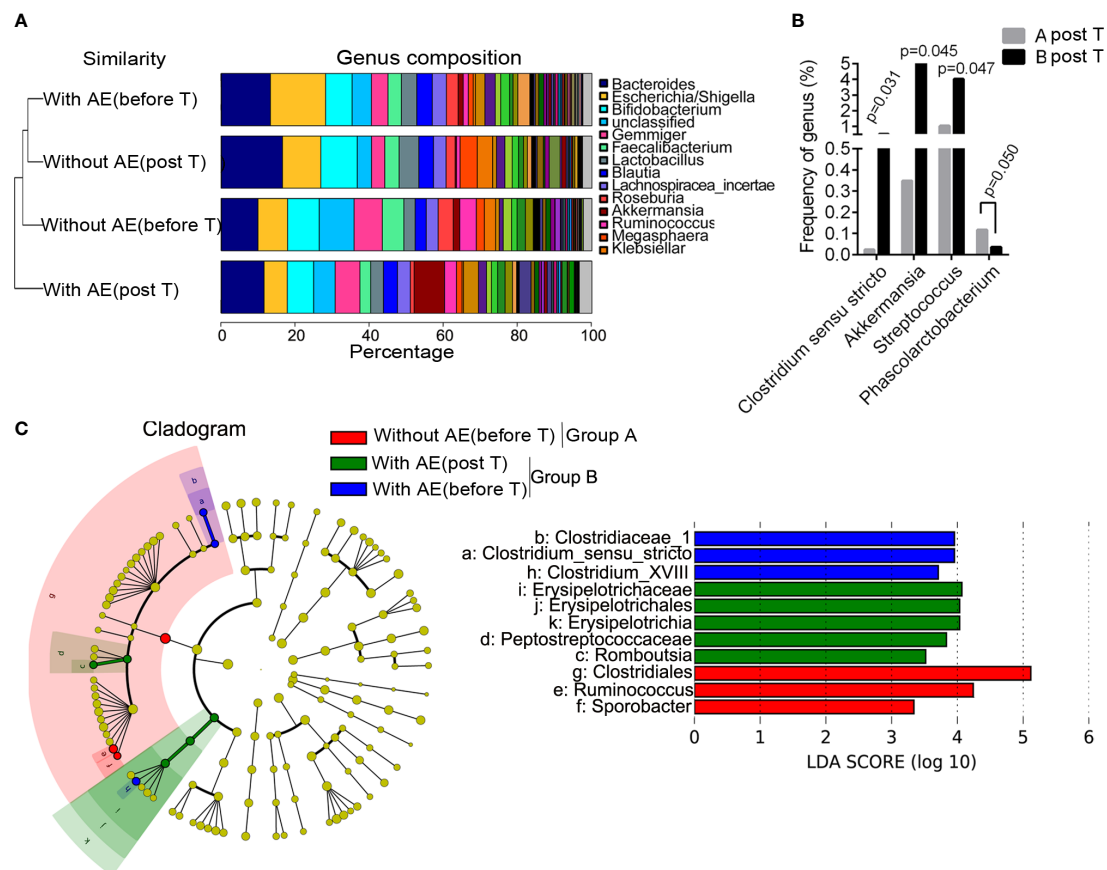 A
Similarity
Genus composition
With AE(before T)
Without AE(post T)
Without AE(before T)
With AE(post T)
0
20
40
60
80
100
Percentage
Bacteroides
Escherichia/Shigella
Bifidobacterium
unclassified
Gemmiger
Faecalibacterium
Lactobacillus
Blautia
Lachnospiracea_incertae
Roseburia
Akkermansia
Ruminococcus
Megasphaera
Klebsiellar
B
A post T
B post T
Frequency of genus (%)
5
4
3
2
1
0.5
0.4
0.3
0.2
0.1
0.0
p=0.031
p=0.045
p=0.047
p=0.050
Clostridium sensu stricto
Akkermansia
Streptococcus
Phascolarctobacterium
C
Cladogram
Without AE(before T) Group A
With AE(post T)
With AE(before T)
Group B
b
a
g
d
c
e
f
h
i
j
k
b: Clostridiaceae_1
a: Clostridium_sensu_stricto
h: Clostridium_XVIII
i: Erysipelotrichaceae
j: Erysipelotrichales
k: Erysipelotrichia
d: Peptostreptococcaceae
c: Romboutsia
g: Clostridiales
e: Ruminococcus
f: Sporobacter
0
1
2
3
4
5
6
LDA SCORE (log 10)